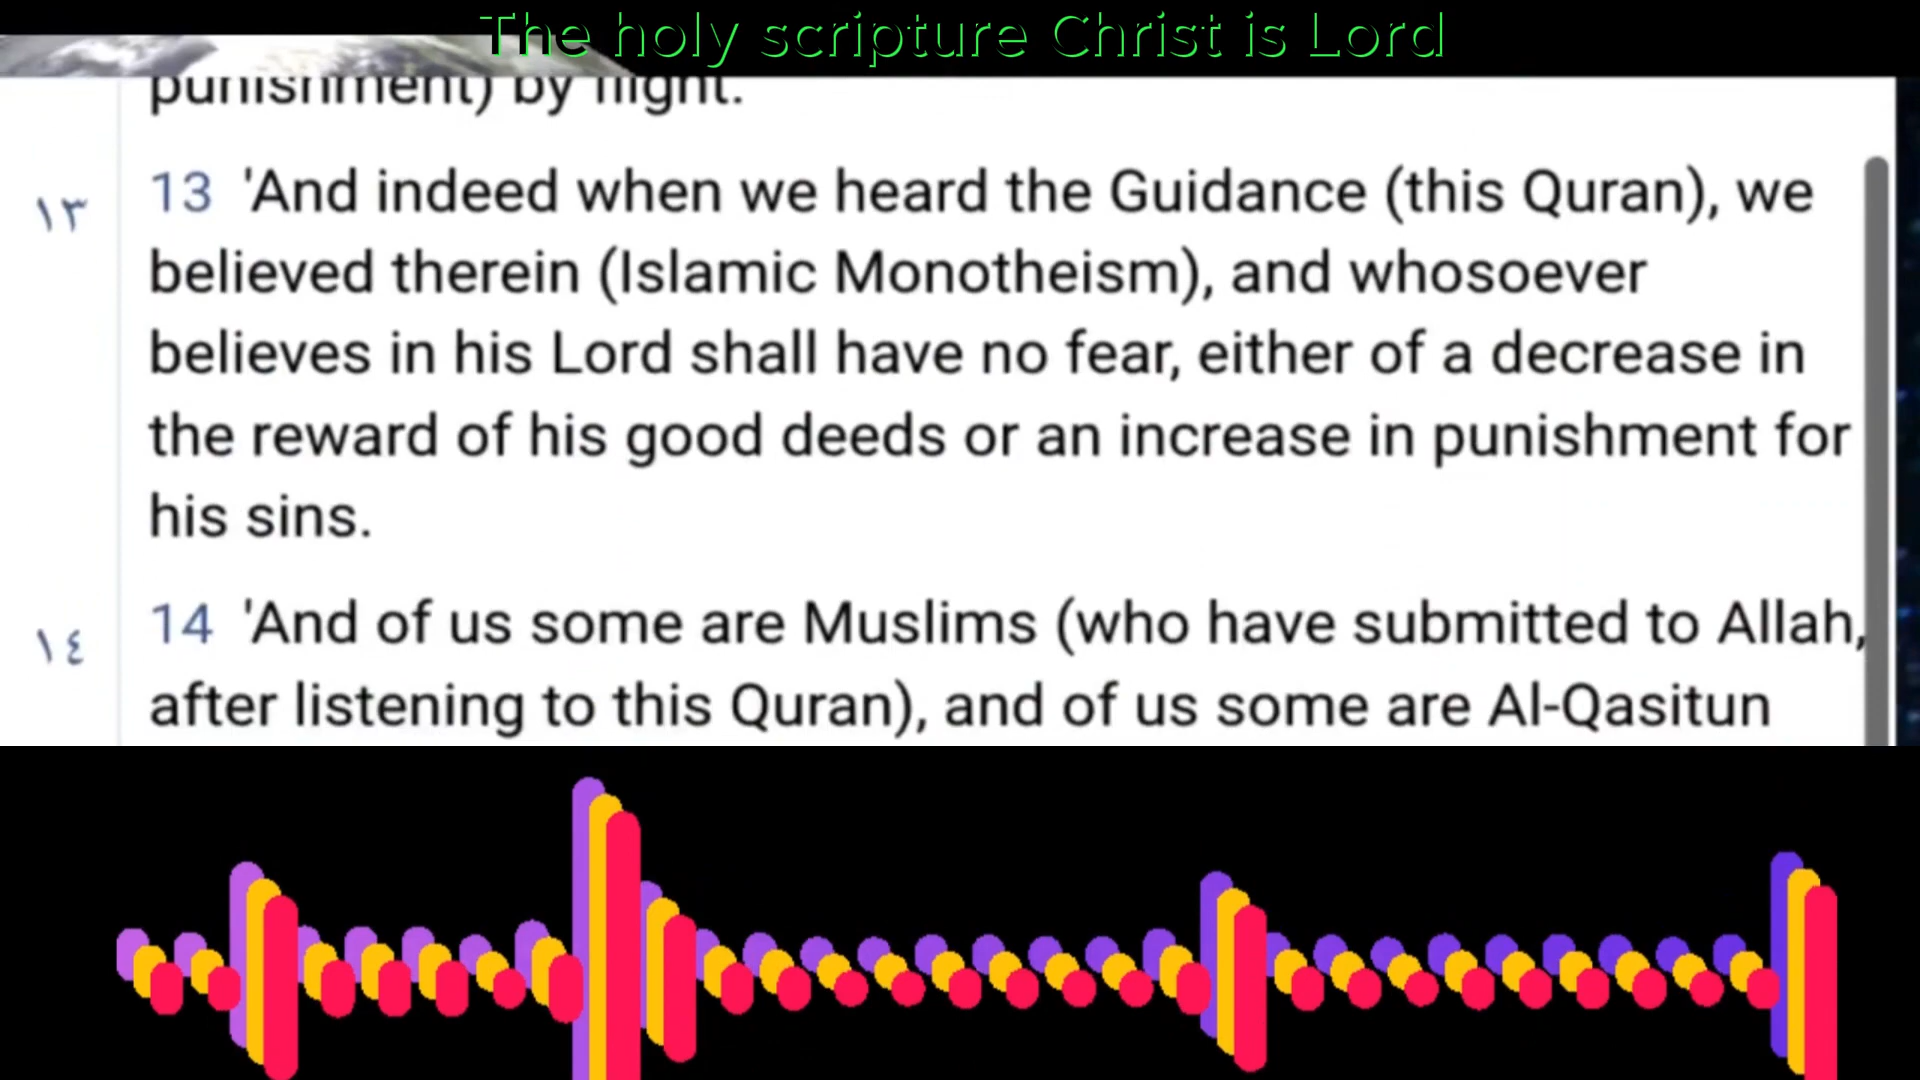 The holy scripture Christ is Lord
punishment) by flight.
١٣
13 'And indeed when we heard the Guidance (this Quran), we
believed therein (Islamic Monotheism), and whosoever
believes in his Lord shall have no fear, either of a decrease in
the reward of his good deeds or an increase in punishment for
his sins.
١٤
14 'And of us some are Muslims (who have submitted to Allah,
after listening to this Quran), and of us some are Al-Qasitun